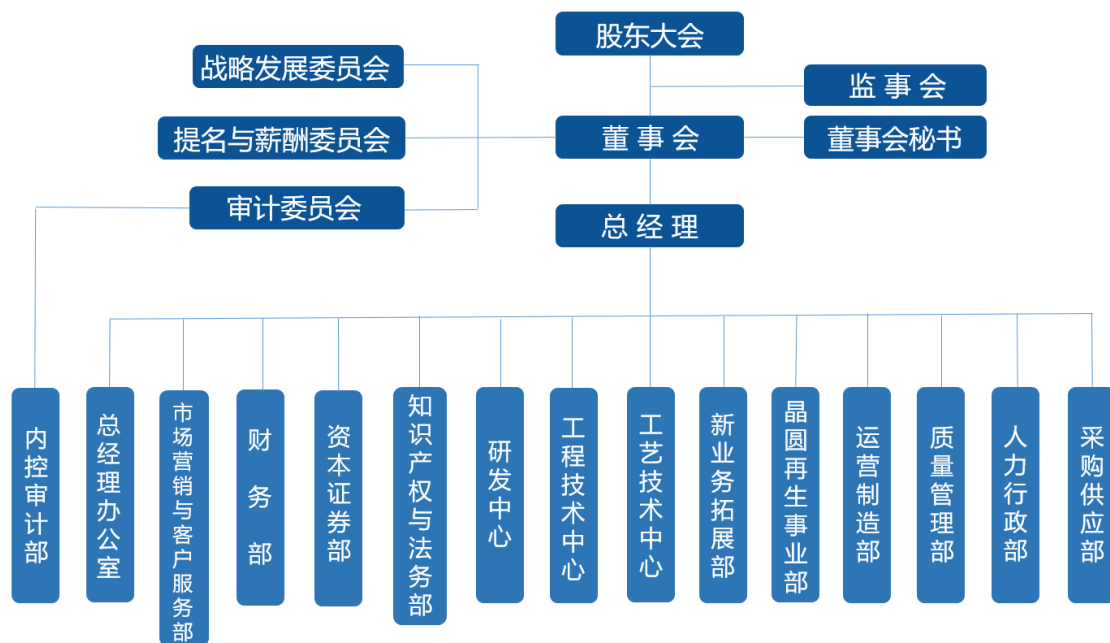 股东大会
战略发展委员会
监事会
提名与薪酬委员会
董事会
董事会秘书
审计委员会
总经理
内控审计部
总经理办公室
市场营销与客户服务部
财务部
资本证券部
知识产权与法务部
研发中心
工程技术中心
工艺技术中心
新业务拓展部
晶圆再生事业部
运营制造部
质量管理部
人力行政部
采购供应部